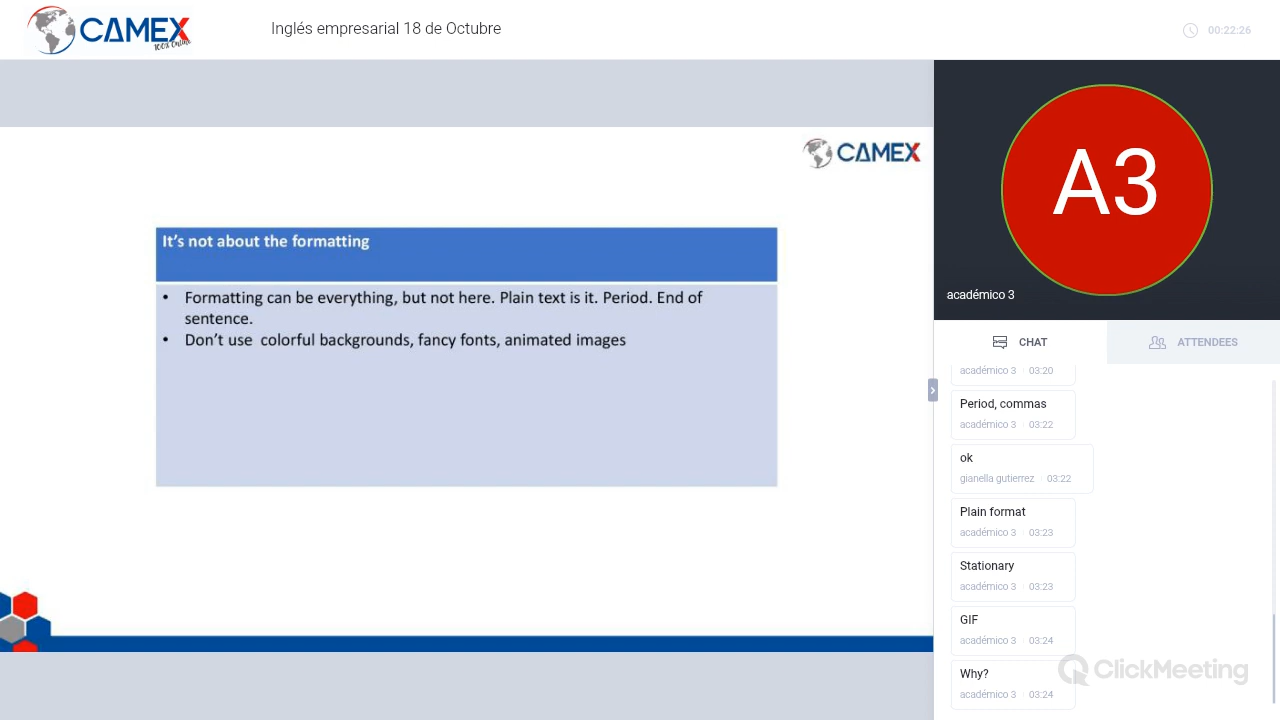 CAMEX
100% Online
Inglés empresarial 18 de Octubre
00:22:26
CAMEX
It's not about the formatting
• Formatting can be everything, but not here. Plain text is it. Period. End of
sentence.
• Don't use colorful backgrounds, fancy fonts, animated images
A3
académico 3
CHAT
ATTENDEES
académico 3 03:20
Period, commas
académico 3 03:22
ok
gianella gutierrez 03:22
Plain format
académico 3 03:23
Stationary
académico 3 03:23
GIF
académico 3 03:24
Why?
académico 3 03:24
ClickMeeting